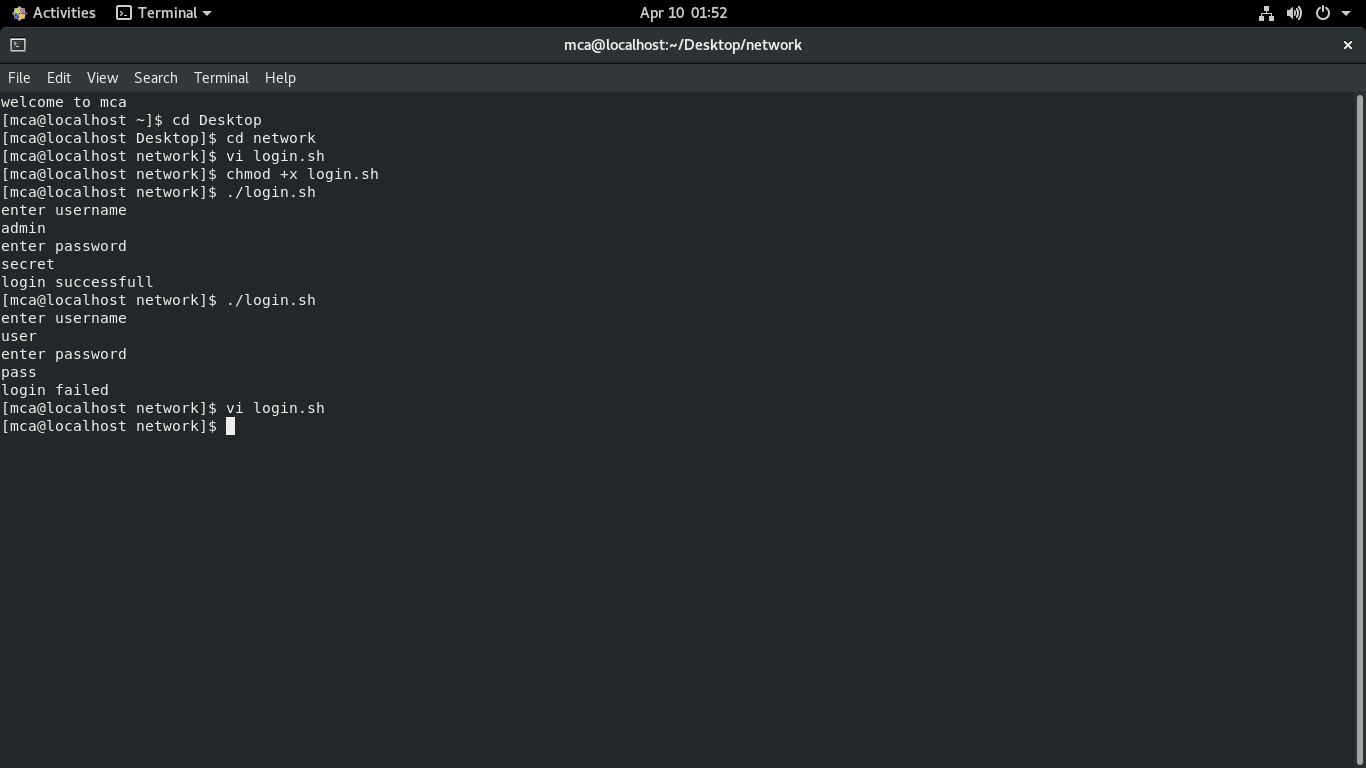 Activities Terminal Apr 10 01:52
mca@localhost:~/Desktop/network
File Edit View Search Terminal Help
welcome to mca
[mca@localhost ~]$ cd Desktop
[mca@localhost Desktop]$ cd network
[mca@localhost network]$ vi login.sh
[mca@localhost network]$ chmod +x login.sh
[mca@localhost network]$ ./login.sh
enter username
admin
enter password
secret
login successfull
[mca@localhost network]$ ./login.sh
enter username
user
enter password
pass
login failed
[mca@localhost network]$ vi login.sh
[mca@localhost network]$